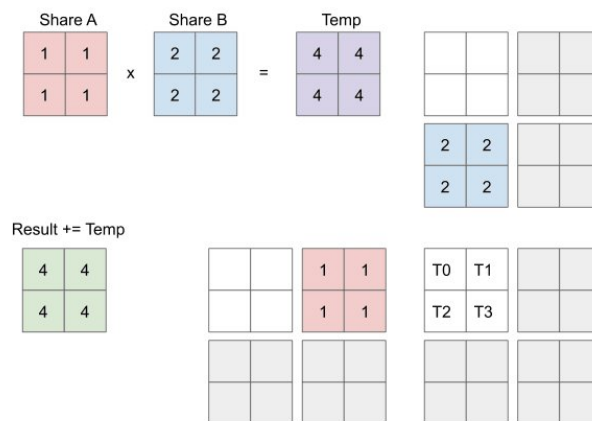 Share A Share B Temp
1 1 2 2 4 4
x =
1 1 2 2 4 4
2 2
2 2
Result += Temp
4 4 1 1 T0 T1
4 4 1 1 T2 T3